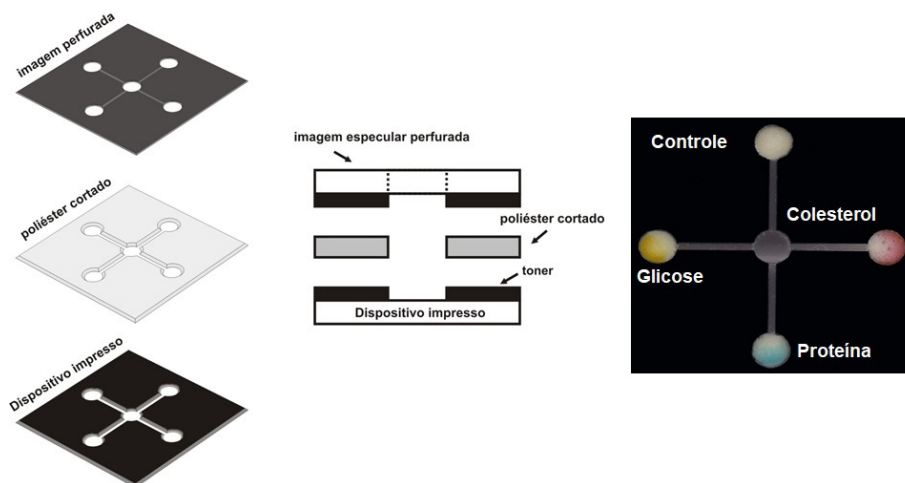 imagem perfurada
poliéster cortado
Dispositivo impresso
imagem especular perfurada
poliéster cortado
toner
Dispositivo impresso
Controle
Colesterol
Glicose
Proteína